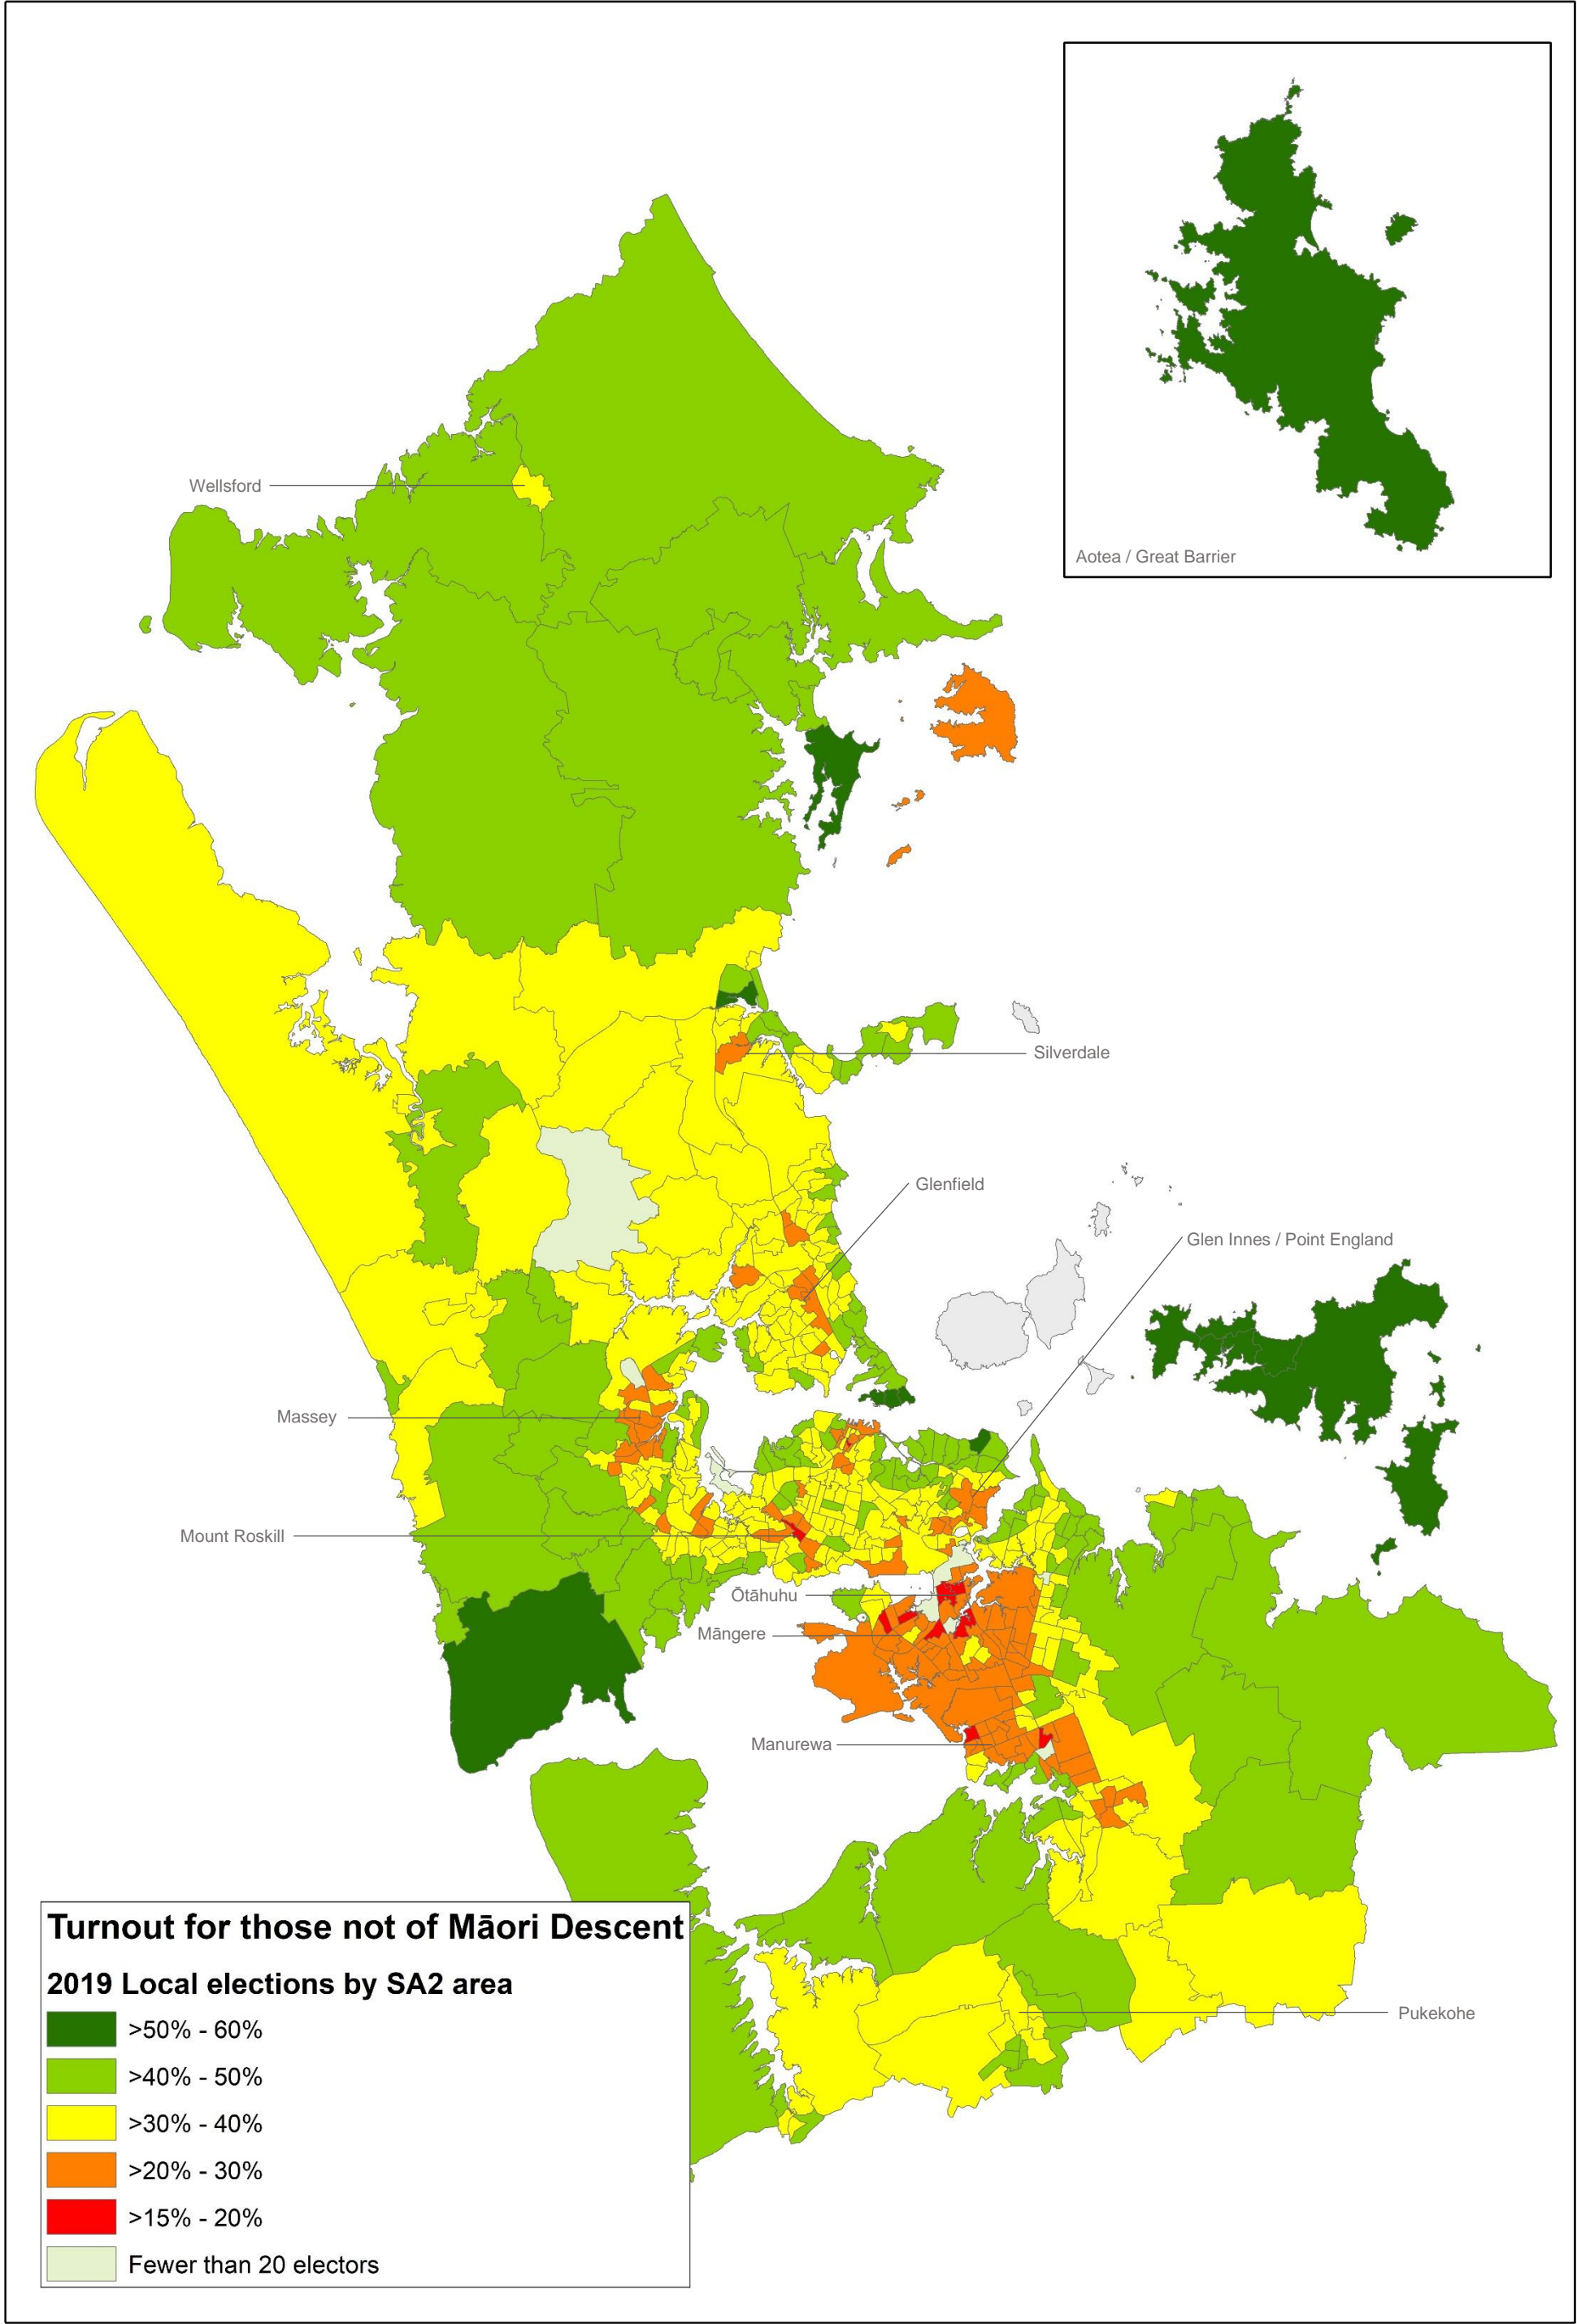 Aotea / Great Barrier
Wellsford
Silverdale
Glenfield
Glen Innes / Point England
Massey
Mount Roskill
Ōtāhuhu
Māngere
Manurewa
Pukekohe
Turnout for those not of Māori Descent
2019 Local elections by SA2 area
>50% - 60%
>40% - 50%
>30% - 40%
>20% - 30%
>15% - 20%
Fewer than 20 electors